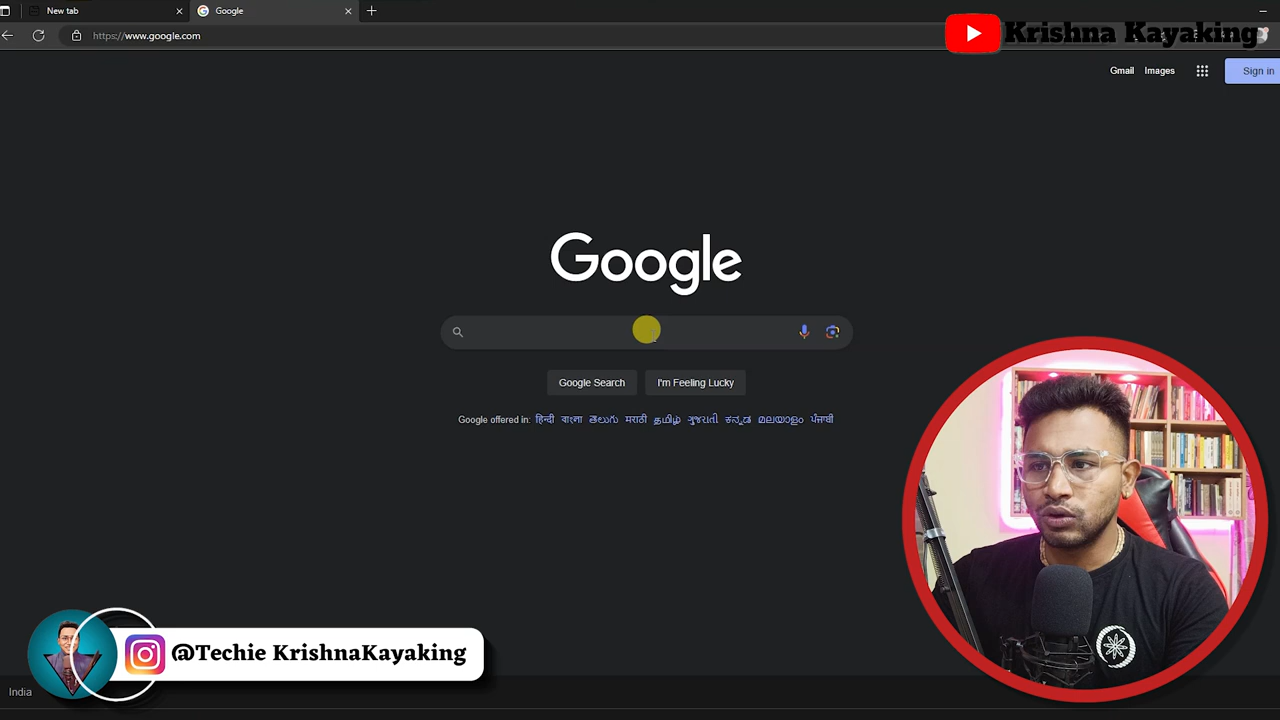 New tab
Google
https://www.google.com
Krishna Kayaking
Gmail Images
Sign in
Google
Google Search I'm Feeling Lucky
Google offered in: हिन्दी বাংলা తెలుగు मराठी தமிழ் ગુજરાતી ಕನ್ನಡ മലയാളം ਪੰਜਾਬੀ
@Techie KrishnaKayaking
India